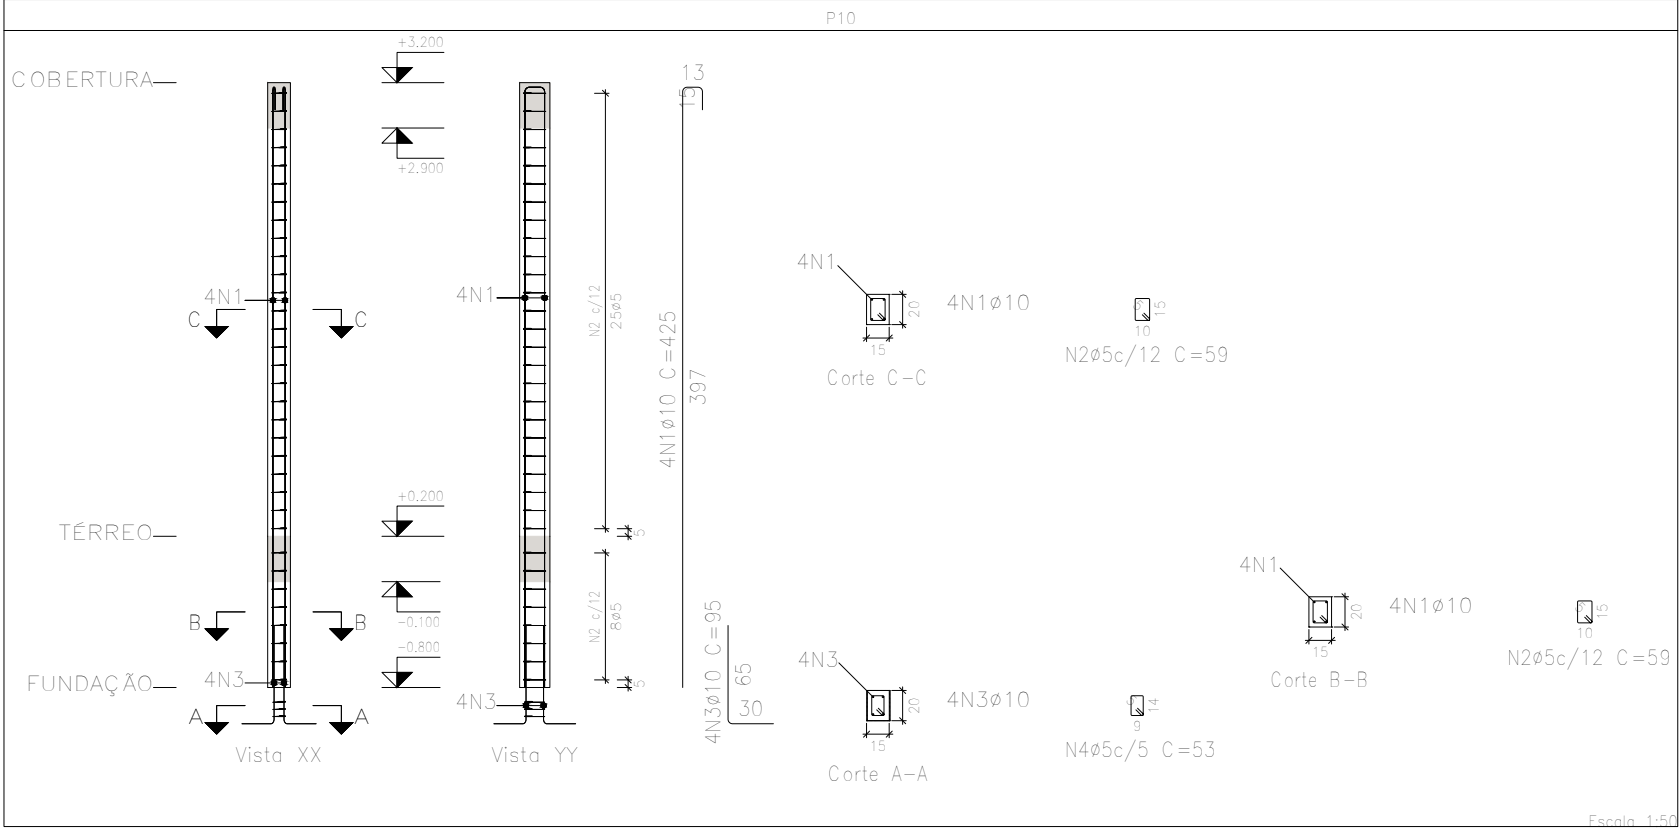 P10
COBERTURA
+3.200
+2.900
13
15
4N1
C
C
4N1
N2 c/12
25ø5
4N1ø10 C=425
397
4N1
20
15
4N1ø10
Corte C-C
15
10
N2ø5c/12 C=59
TÉRREO
+0.200
5
-0.100
-0.800
N2 c/12
8ø5
5
B
B
FUNDAÇÃO
4N3
A
A
4N3
Vista XX
Vista YY
4N3ø10 C=95
65
30
4N3
20
15
4N3ø10
Corte A-A
14
9
N4ø5c/5 C=53
4N1
20
15
4N1ø10
Corte B-B
15
10
N2ø5c/12 C=59
Escala 1:50